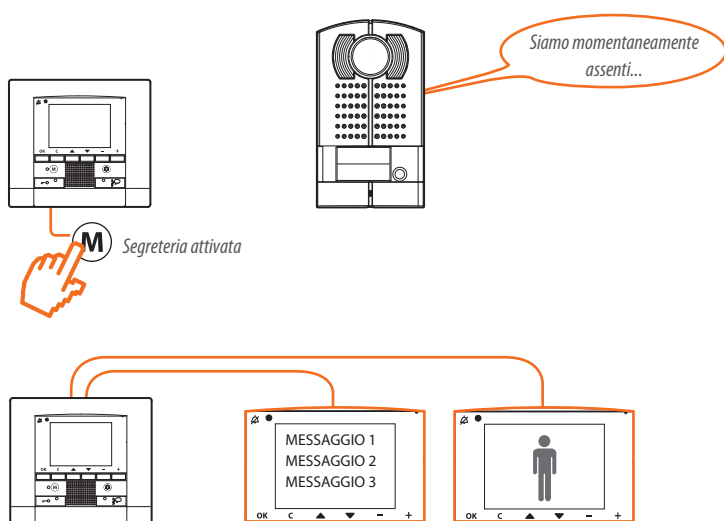 Siamo momentaneamente
assenti...
OK C ▲ ▼ − +
M
M
Segreteria attivata
OK C ▲ ▼ − +
M
MESSAGGIO 1
MESSAGGIO 2
MESSAGGIO 3
OK C ▲ ▼ − +
OK C ▲ ▼ − +